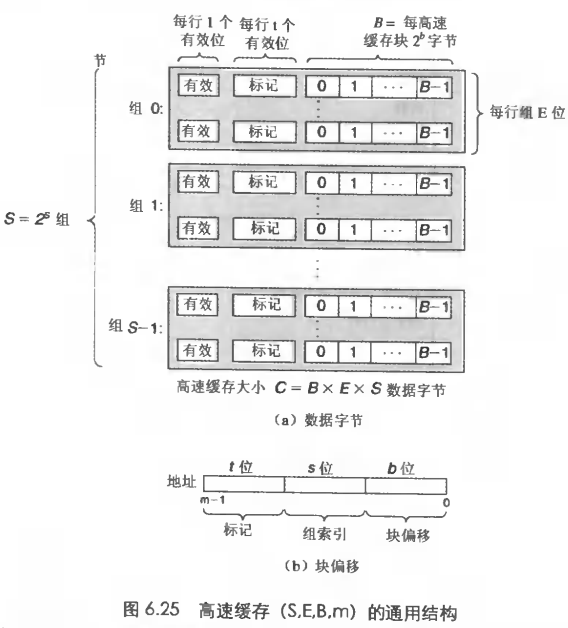 每行 1 个 每行 t 个 B = 每高速
有效位 有效位 缓存块 2^b 字节
节
有效 标记 0 1 ··· B−1
组 0:
有效 标记 0 1 ··· B−1
每行组 E 位
有效 标记 0 1 ··· B−1
组 1:
有效 标记 0 1 ··· B−1
S = 2^s 组
有效 标记 0 1 ··· B−1
组 S−1:
有效 标记 0 1 ··· B−1
高速缓存大小 C = B × E × S 数据字节
(a) 数据字节
t 位 s 位 b 位
地址
m−1 0
标记 组索引 块偏移
(b) 块偏移
图 6.25 高速缓存 (S,E,B,m) 的通用结构